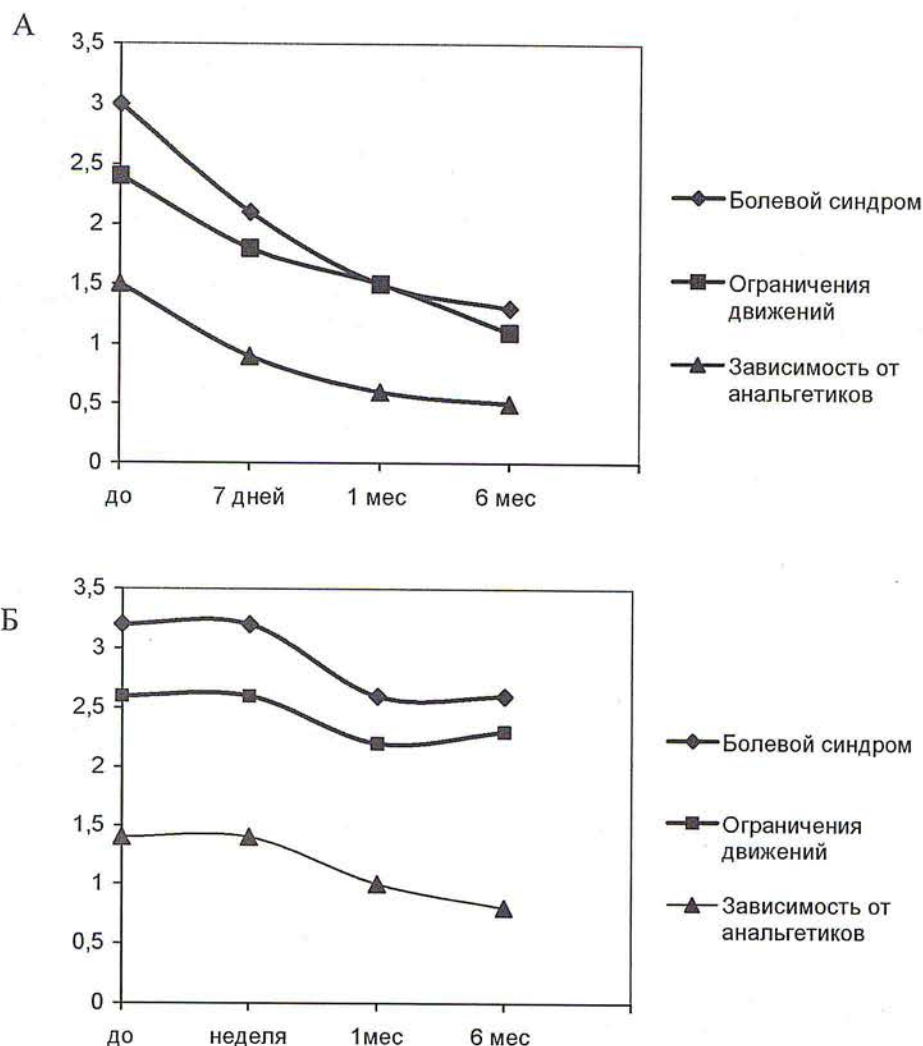 А
3,5
3
2,5
2
1,5
1
0,5
0
до 7 дней 1 мес 6 мес
Болевой синдром
Ограничения
движений
Зависимость от
анальгетиков
Б
3,5
3
2,5
2
1,5
1
0,5
0
до неделя 1мес 6 мес
Болевой синдром
Ограничения
движений
Зависимость от
анальгетиков